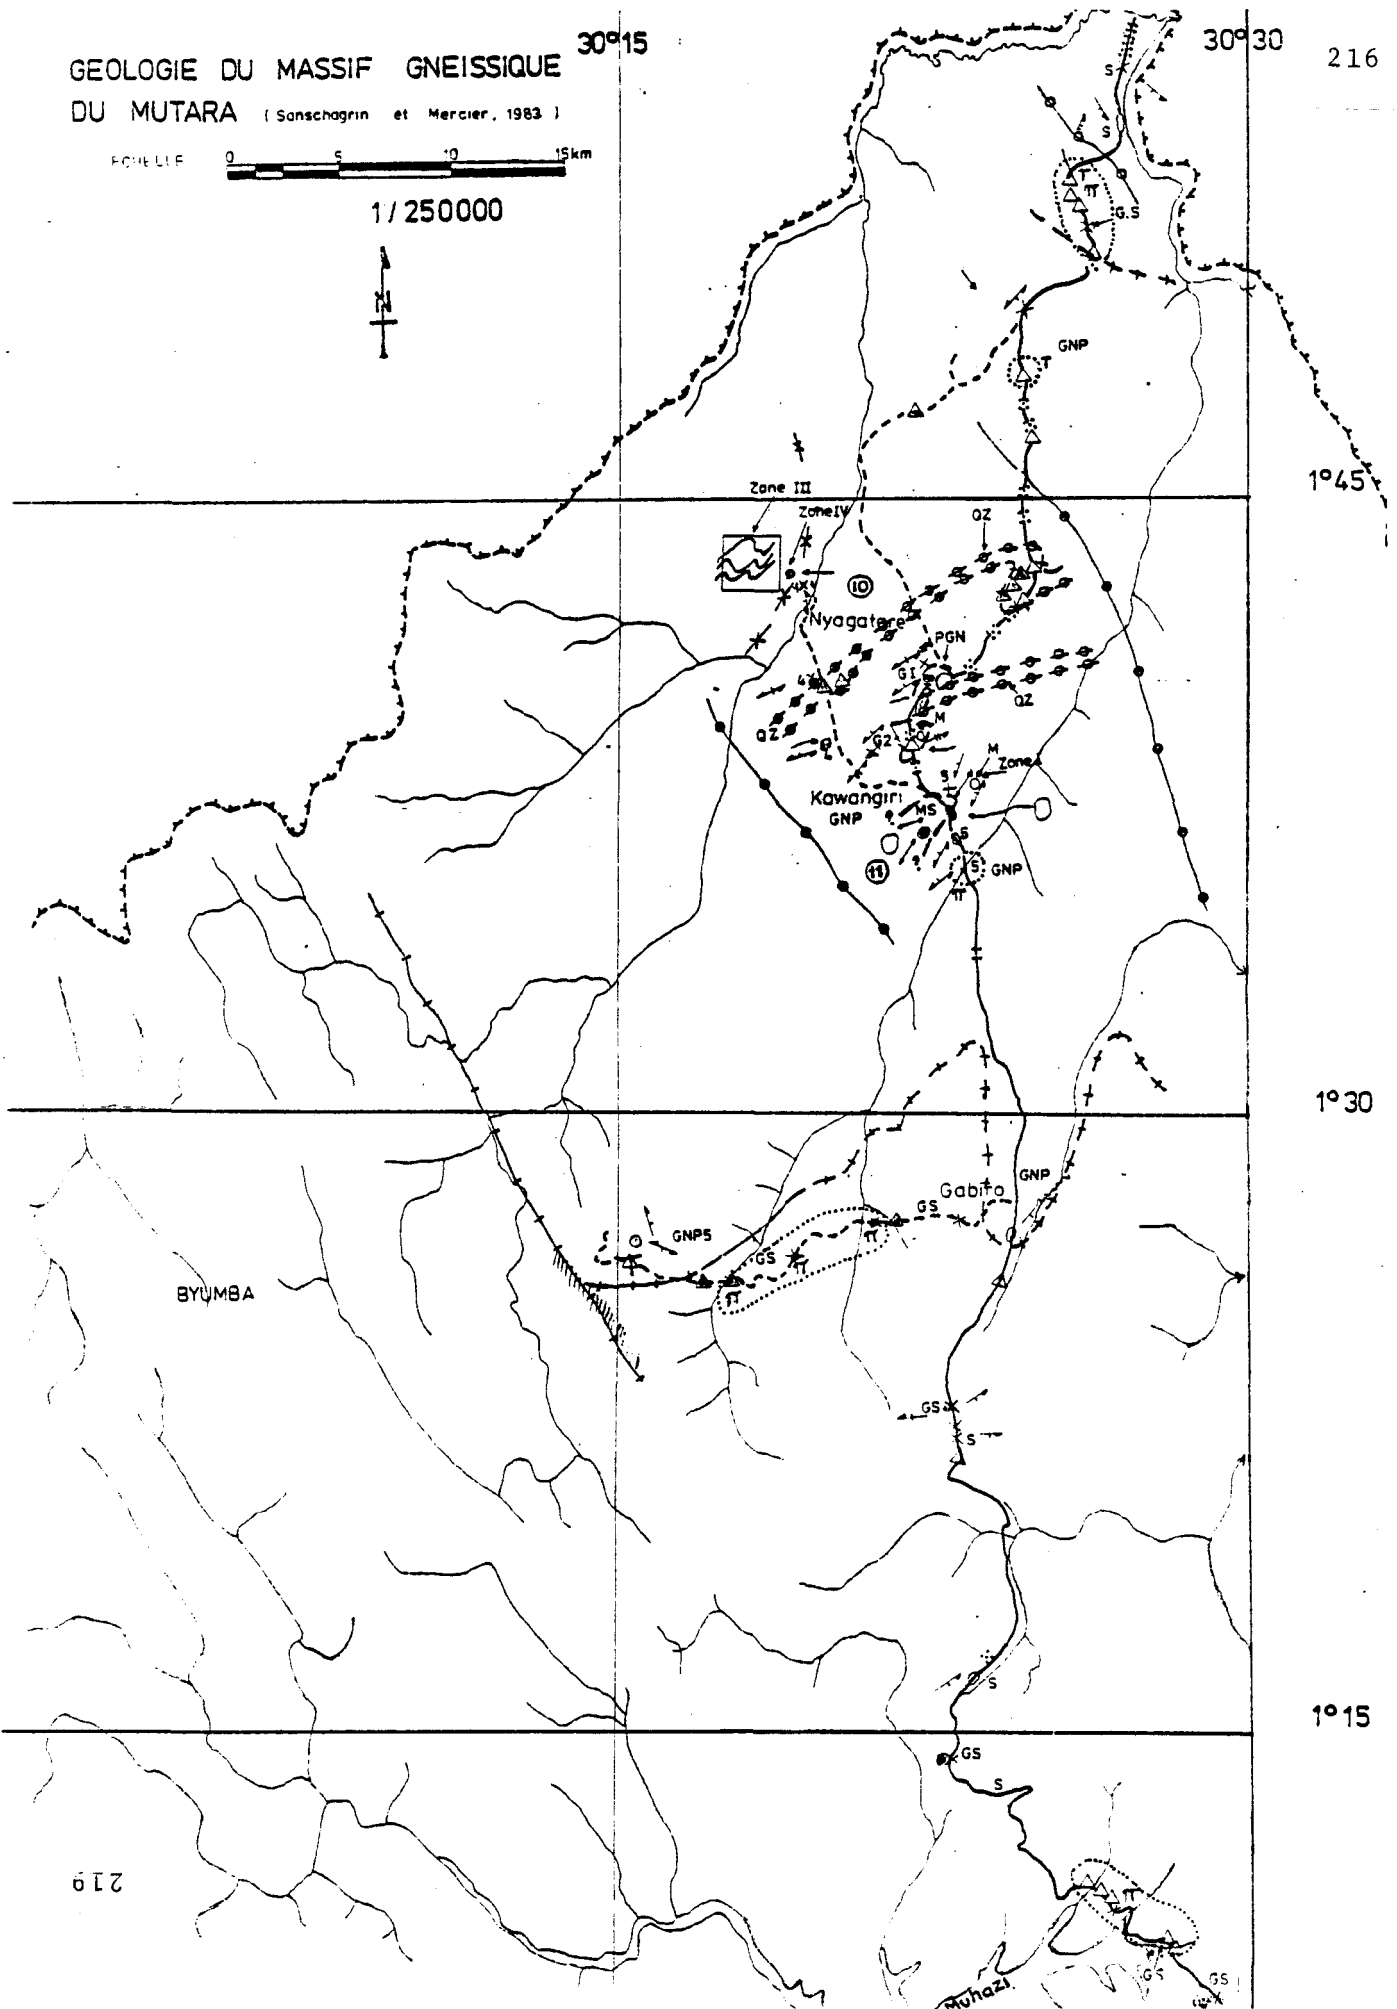 30°15
30°30
216
GEOLOGIE DU MASSIF GNEISSIQUE
DU MUTARA ( Sanschagrin et Mercier, 1983 )
ECHELLE
0 5 10 15km
1/250000
N
S
S
T
π
G.S
T
GNP
1°45
Zone III
Zone IV
QZ
10
Nyagatare
PGN
G1
4
QZ
QZ
M
G2
M
Zone
S
Kawangiri
GNP
MS
S
11
?
S
GNP
π
1°30
GNP
Gabiro
GS
GNP5
π
GS
π
π
BYUMBA
GS
S
S
1°15
GS
S
219
π
GS
GS
Muhazi